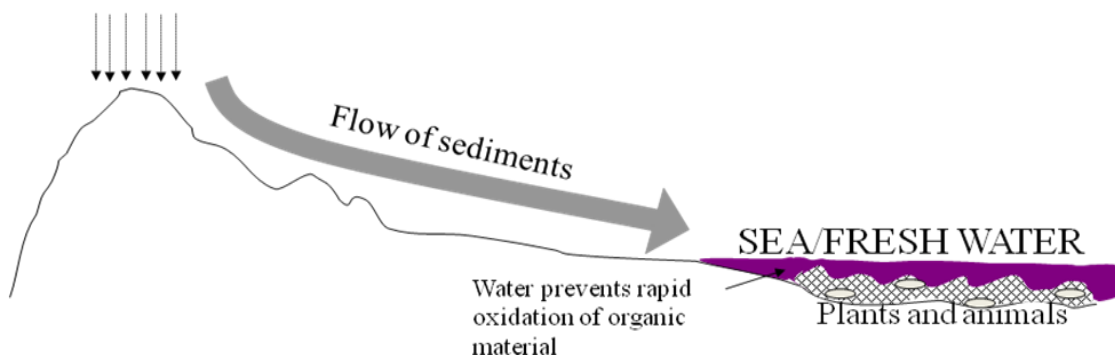 Flow of sediments
SEA/FRESH WATER
Water prevents rapid
oxidation of organic
material
Plants and animals